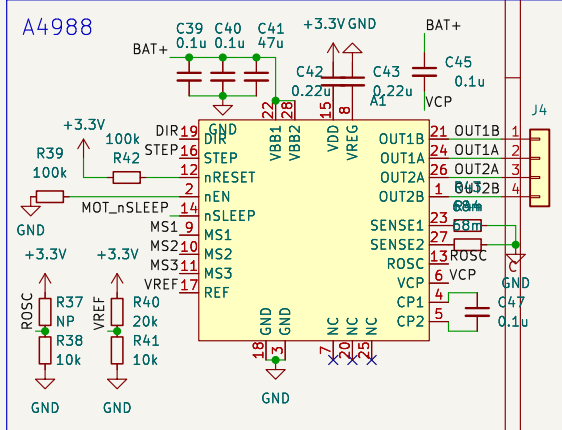 A4988
C39
0.1u
C40
0.1u
C41
47u
+3.3V
GND
BAT+
BAT+
C42
0.22u
C43
0.22u
C45
0.1u
VCP
A1
J4
GND
22
28
15
8
VBB1
VBB2
VDD
VREG
+3.3V
100k
R42
R39
100k
GND
DIR
19
DIR
STEP
16
STEP
12
nRESET
2
nEN
MOT_nSLEEP
14
nSLEEP
MS1
9
MS1
MS2
10
MS2
MS3
11
MS3
VREF
17
REF
OUT1B
21
OUT1B
1
OUT1A
24
OUT1A
2
OUT2A
26
OUT2A
3
OUT2B
1
OUT2B
4
R43
68m
68m
SENSE1
23
SENSE2
27
ROSC
13
ROSC
VCP
6
VCP
CP1
4
CP2
5
GND
C47
0.1u
+3.3V
+3.3V
ROSC
R37
NP
R38
10k
GND
VREF
R40
20k
R41
10k
GND
GND
GND
NC
NC
NC
18
3
7
20
25
GND